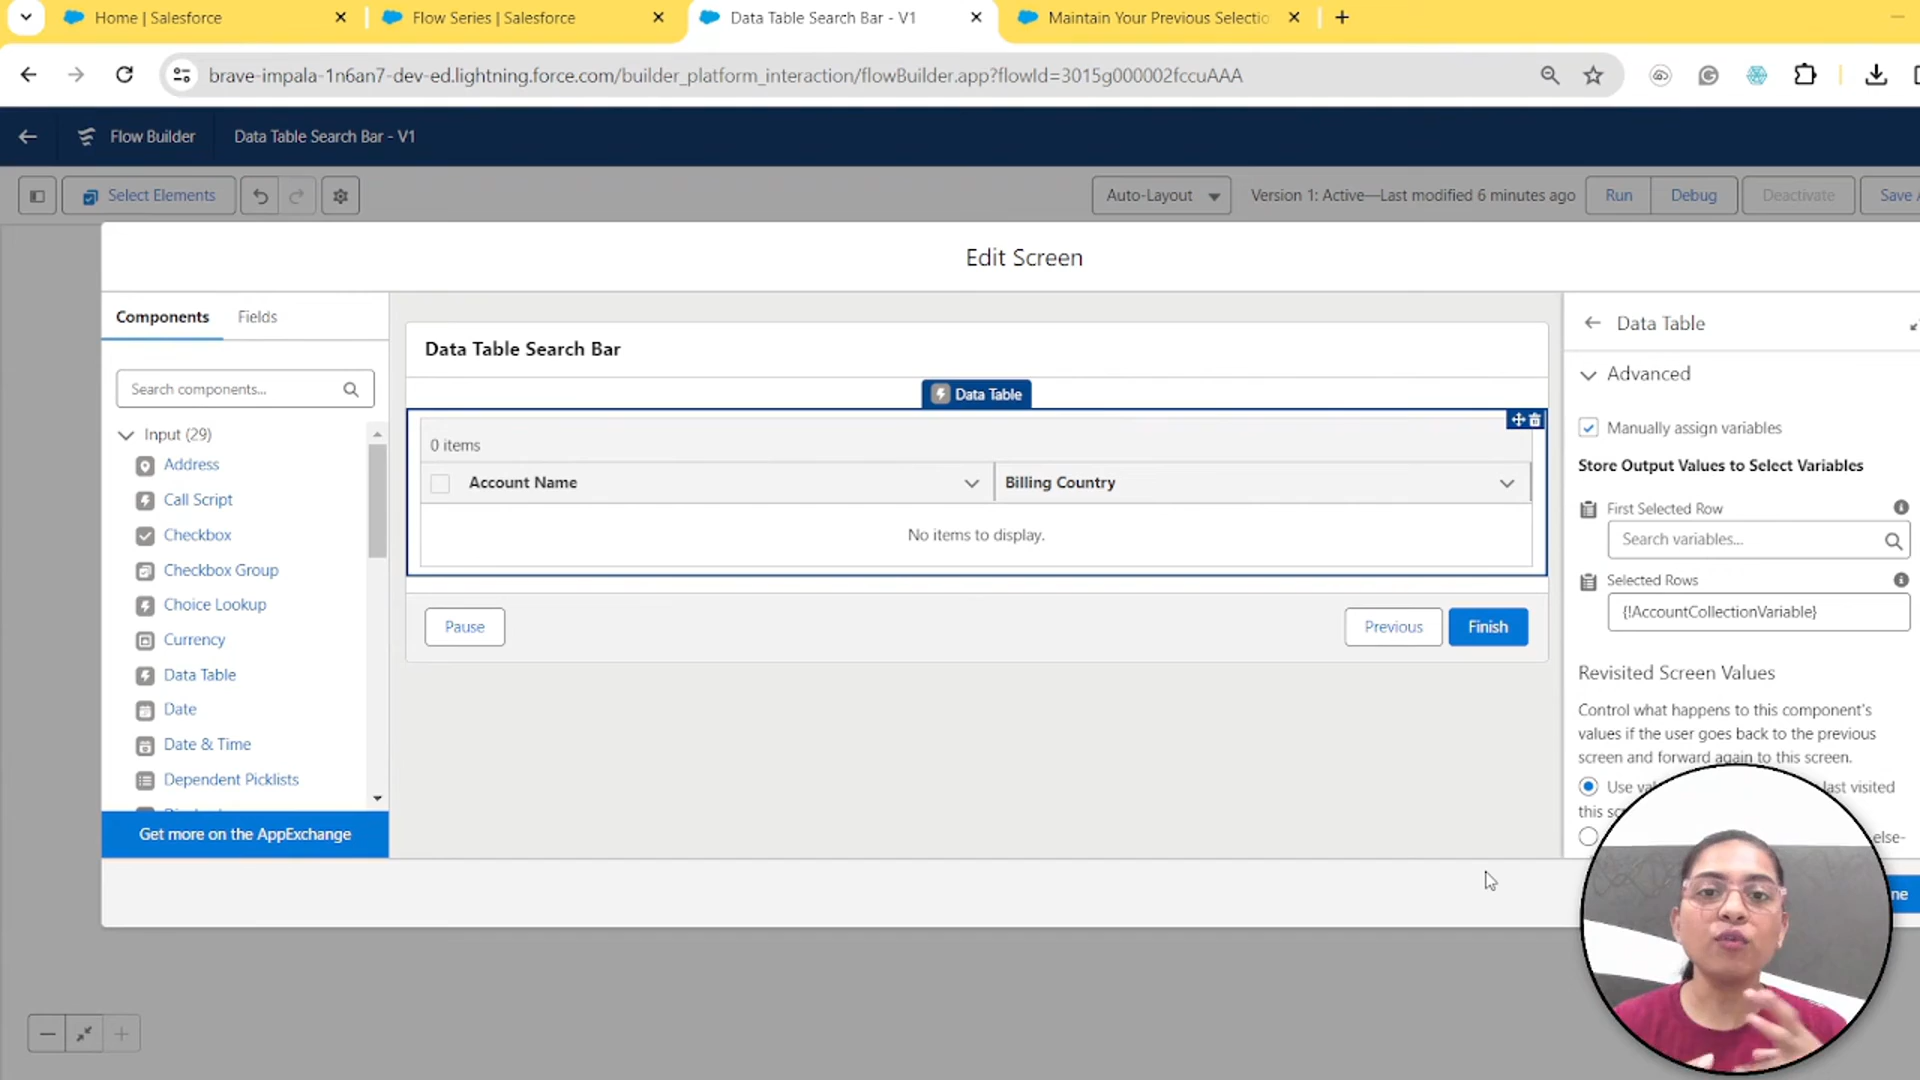 Home | Salesforce
Flow Series | Salesforce
Data Table Search Bar - V1
Maintain Your Previous Selectio
brave-impala-1n6an7-dev-ed.lightning.force.com/builder_platform_interaction/flowBuilder.app?flowId=3015g000002fccuAAA
Flow Builder
Data Table Search Bar - V1
Select Elements
Auto-Layout
Version 1: Active—Last modified 6 minutes ago
Run
Debug
Deactivate
Save A
Edit Screen
Components
Fields
Search components...
Input (29)
Address
Call Script
Checkbox
Checkbox Group
Choice Lookup
Currency
Data Table
Date
Date & Time
Dependent Picklists
Get more on the AppExchange
Data Table Search Bar
Data Table
0 items
Account Name
Billing Country
No items to display.
Pause
Previous
Finish
Data Table
Advanced
Manually assign variables
Store Output Values to Select Variables
First Selected Row
Search variables...
Selected Rows
{!AccountCollectionVariable}
Revisited Screen Values
Control what happens to this component's
values if the user goes back to the previous
screen and forward again to this screen.
Use va
last visited
this sc
else-
ne